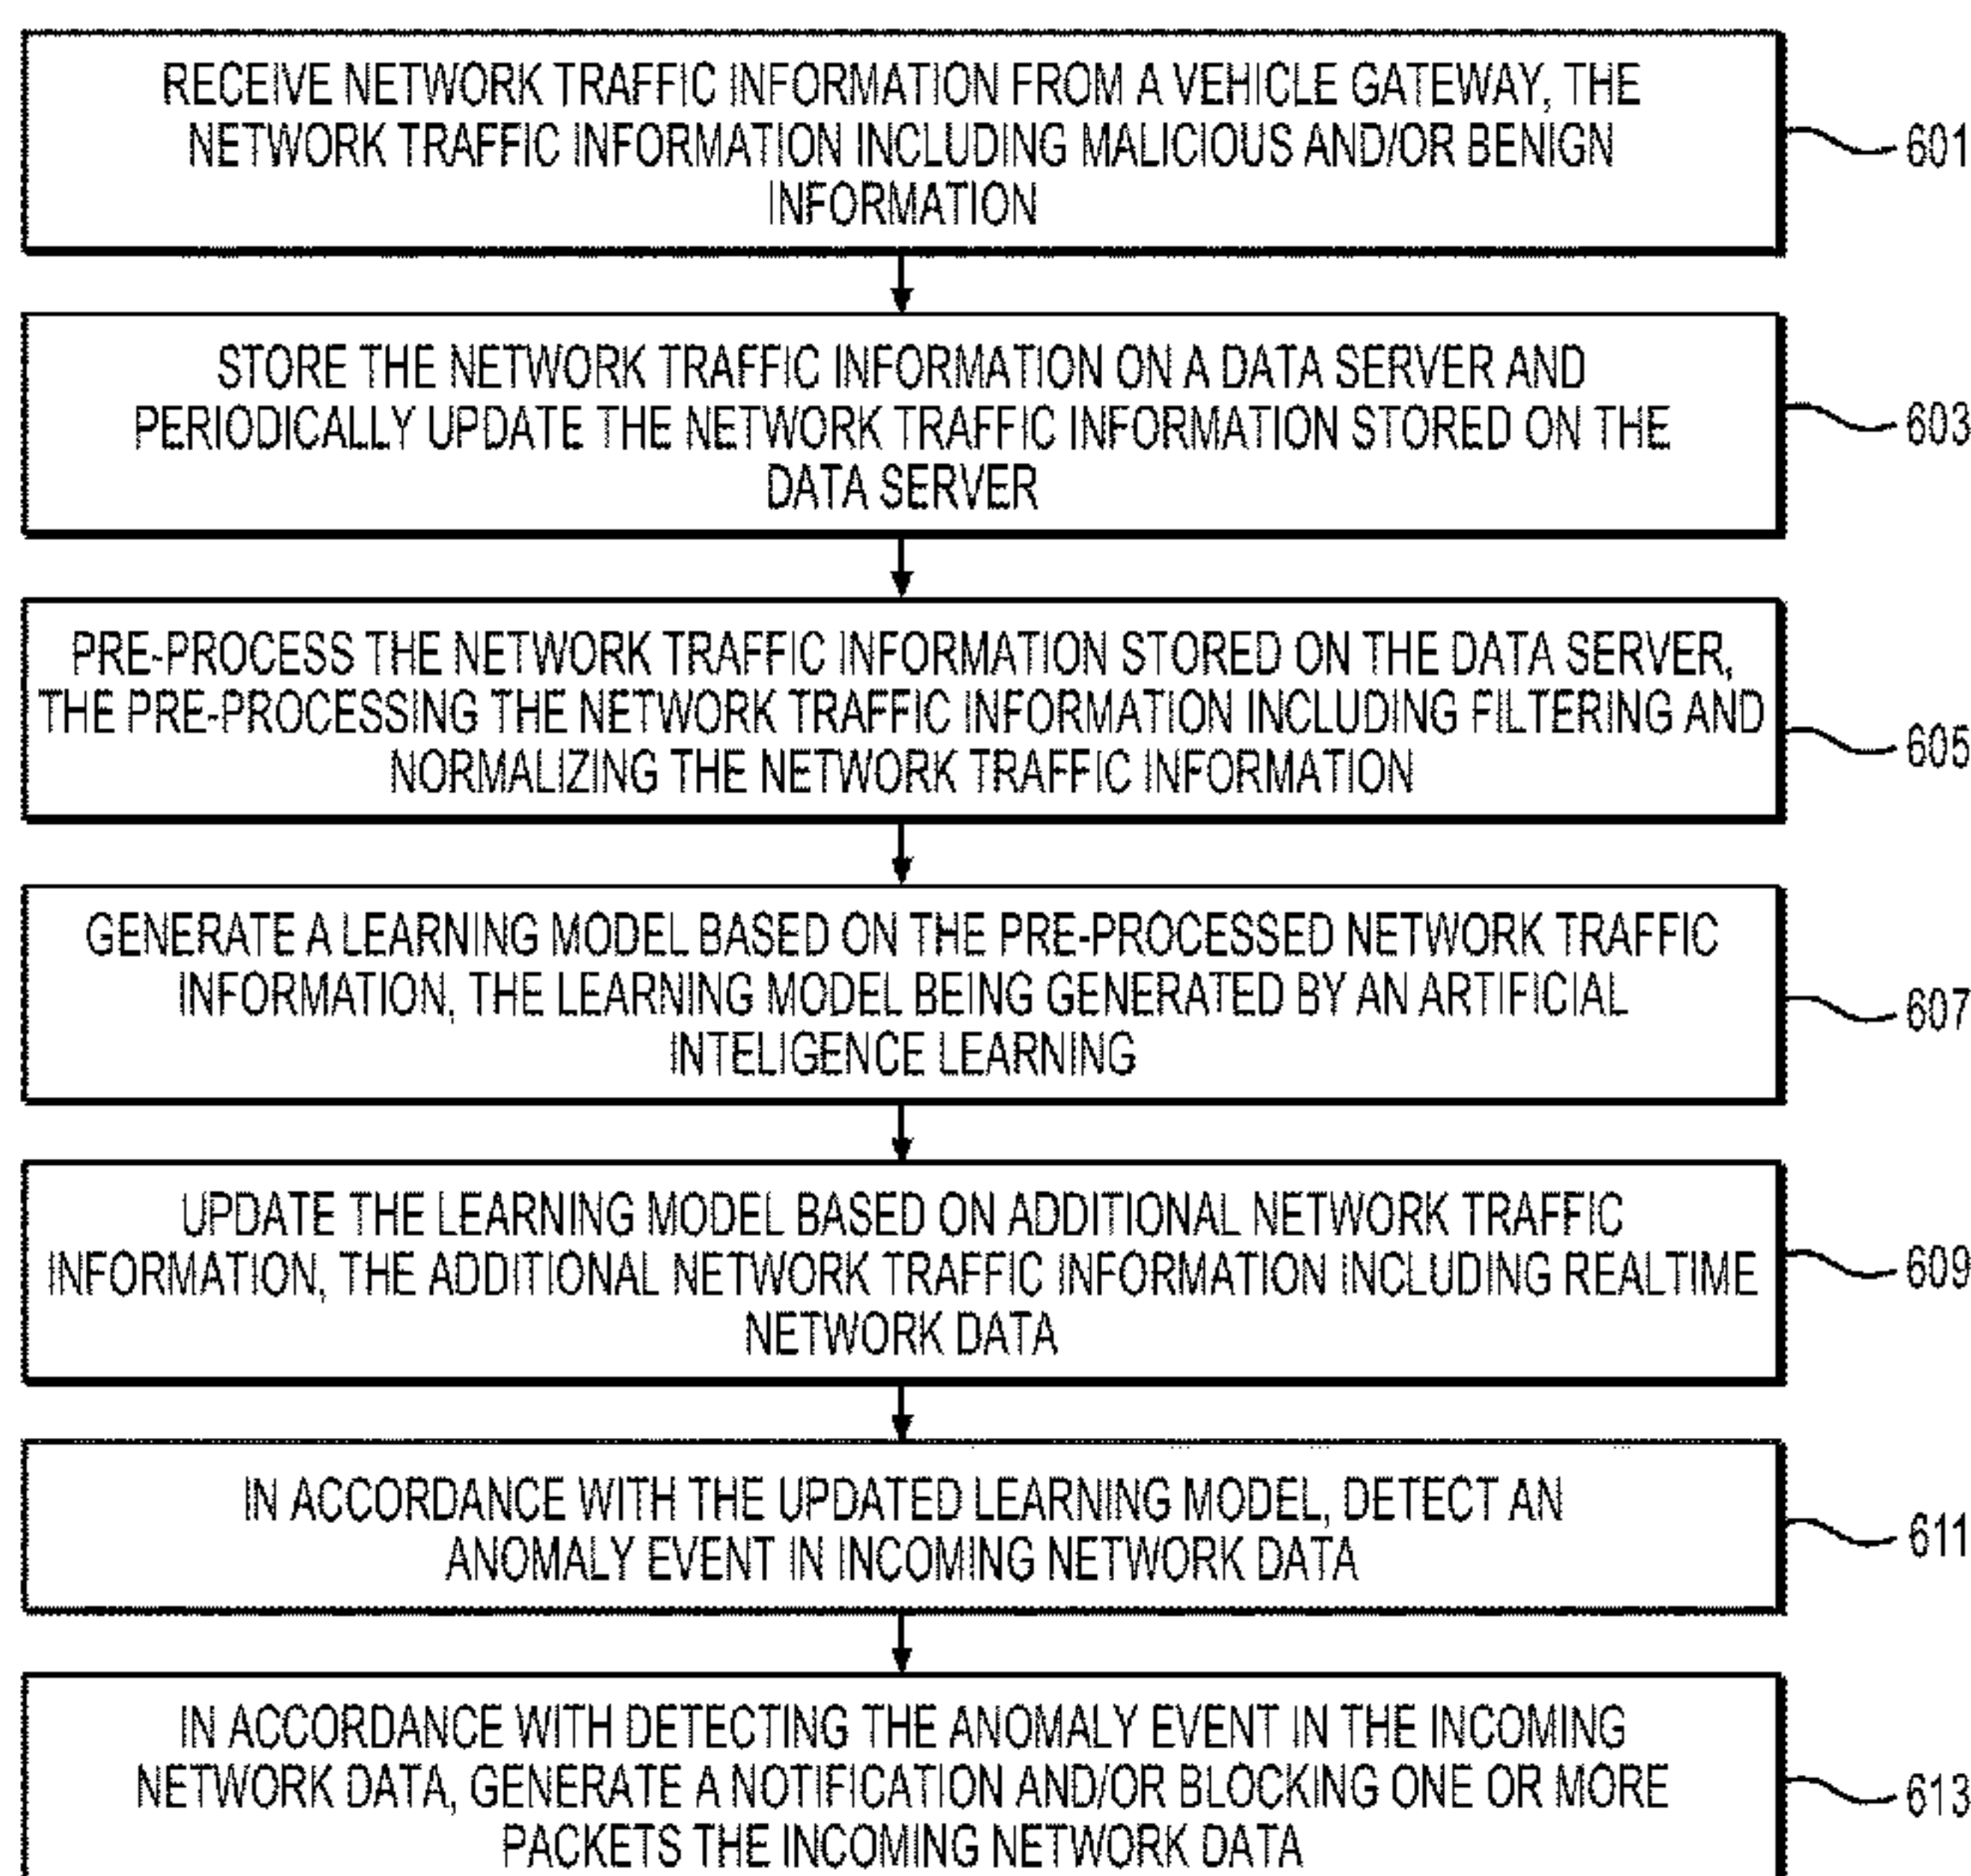 RECEIVE NETWORK TRAFFIC INFORMATION FROM A VEHICLE GATEWAY, THE
NETWORK TRAFFIC INFORMATION INCLUDING MALICIOUS AND/OR BENIGN
INFORMATION
601
STORE THE NETWORK TRAFFIC INFORMATION ON A DATA SERVER AND
PERIODICALLY UPDATE THE NETWORK TRAFFIC INFORMATION STORED ON THE
DATA SERVER
603
PRE-PROCESS THE NETWORK TRAFFIC INFORMATION STORED ON THE DATA SERVER,
THE PRE-PROCESSING THE NETWORK TRAFFIC INFORMATION INCLUDING FILTERING AND
NORMALIZING THE NETWORK TRAFFIC INFORMATION
605
GENERATE A LEARNING MODEL BASED ON THE PRE-PROCESSED NETWORK TRAFFIC
INFORMATION, THE LEARNING MODEL BEING GENERATED BY AN ARTIFICIAL
INTELIGENCE LEARNING
607
UPDATE THE LEARNING MODEL BASED ON ADDITIONAL NETWORK TRAFFIC
INFORMATION, THE ADDITIONAL NETWORK TRAFFIC INFORMATION INCLUDING REALTIME
NETWORK DATA
609
IN ACCORDANCE WITH THE UPDATED LEARNING MODEL, DETECT AN
ANOMALY EVENT IN INCOMING NETWORK DATA
611
IN ACCORDANCE WITH DETECTING THE ANOMALY EVENT IN THE INCOMING
NETWORK DATA, GENERATE A NOTIFICATION AND/OR BLOCKING ONE OR MORE
PACKETS THE INCOMING NETWORK DATA
613